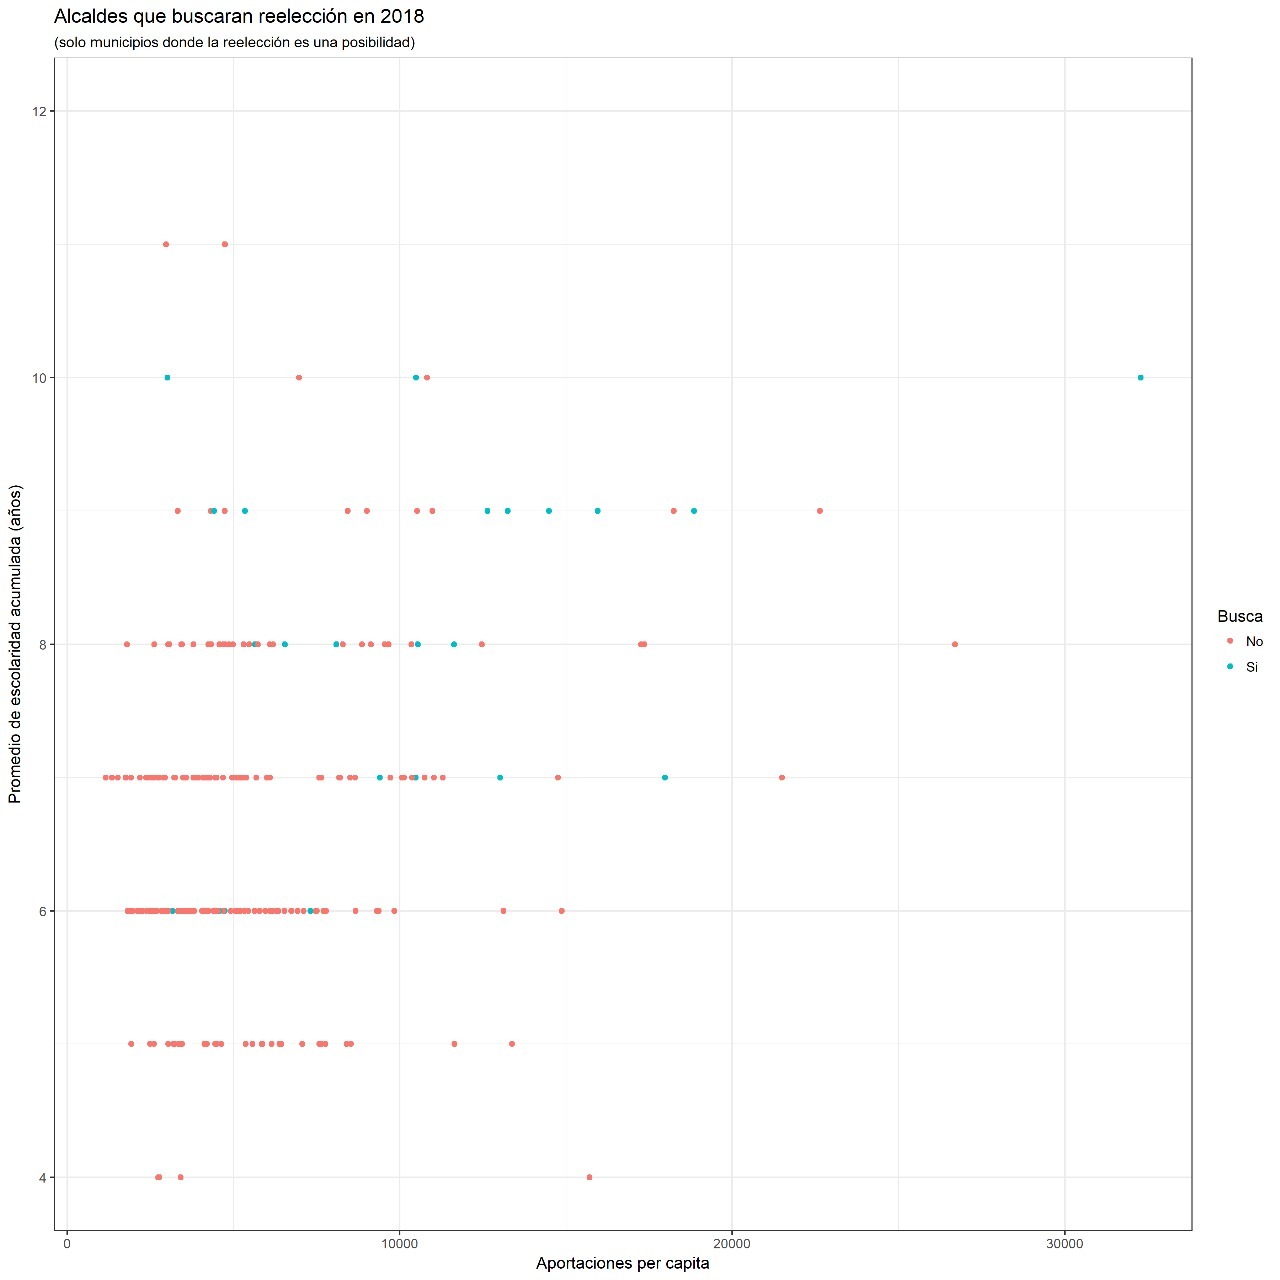 Alcaldes que buscaran reelección en 2018
(solo municipios donde la reelección es una posibilidad)
12
10
8
6
4
Promedio de escolaridad acumulada (años)
0
10000
20000
30000
Aportaciones per capita
Busca
No
Si